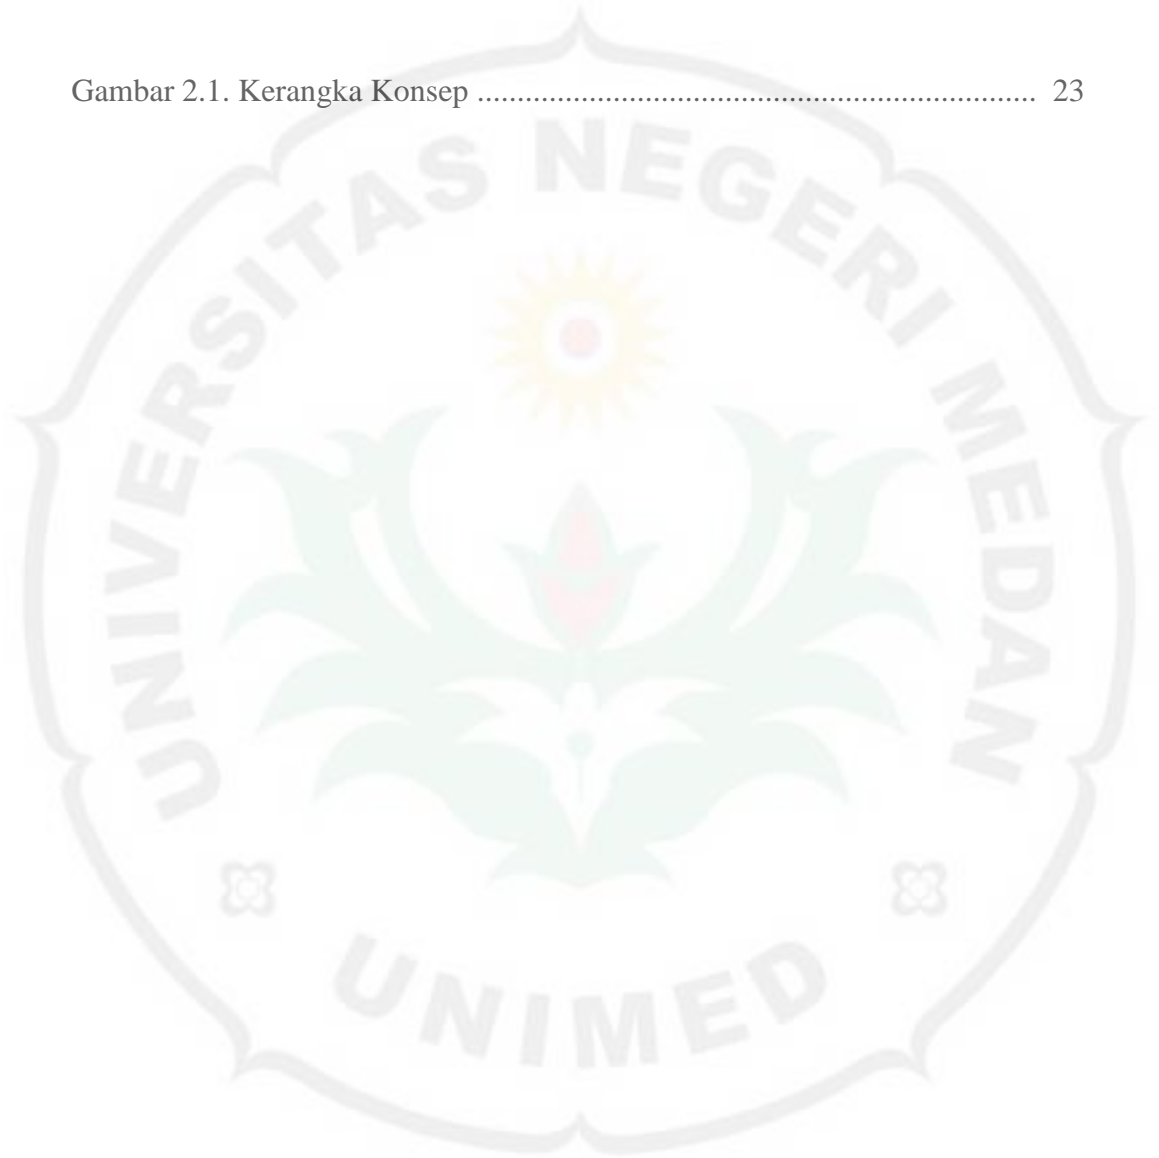 Gambar 2.1. Kerangka Konsep ...................................................................... 23
UNIVERSITAS NEGERI MEDAN
UNIMED